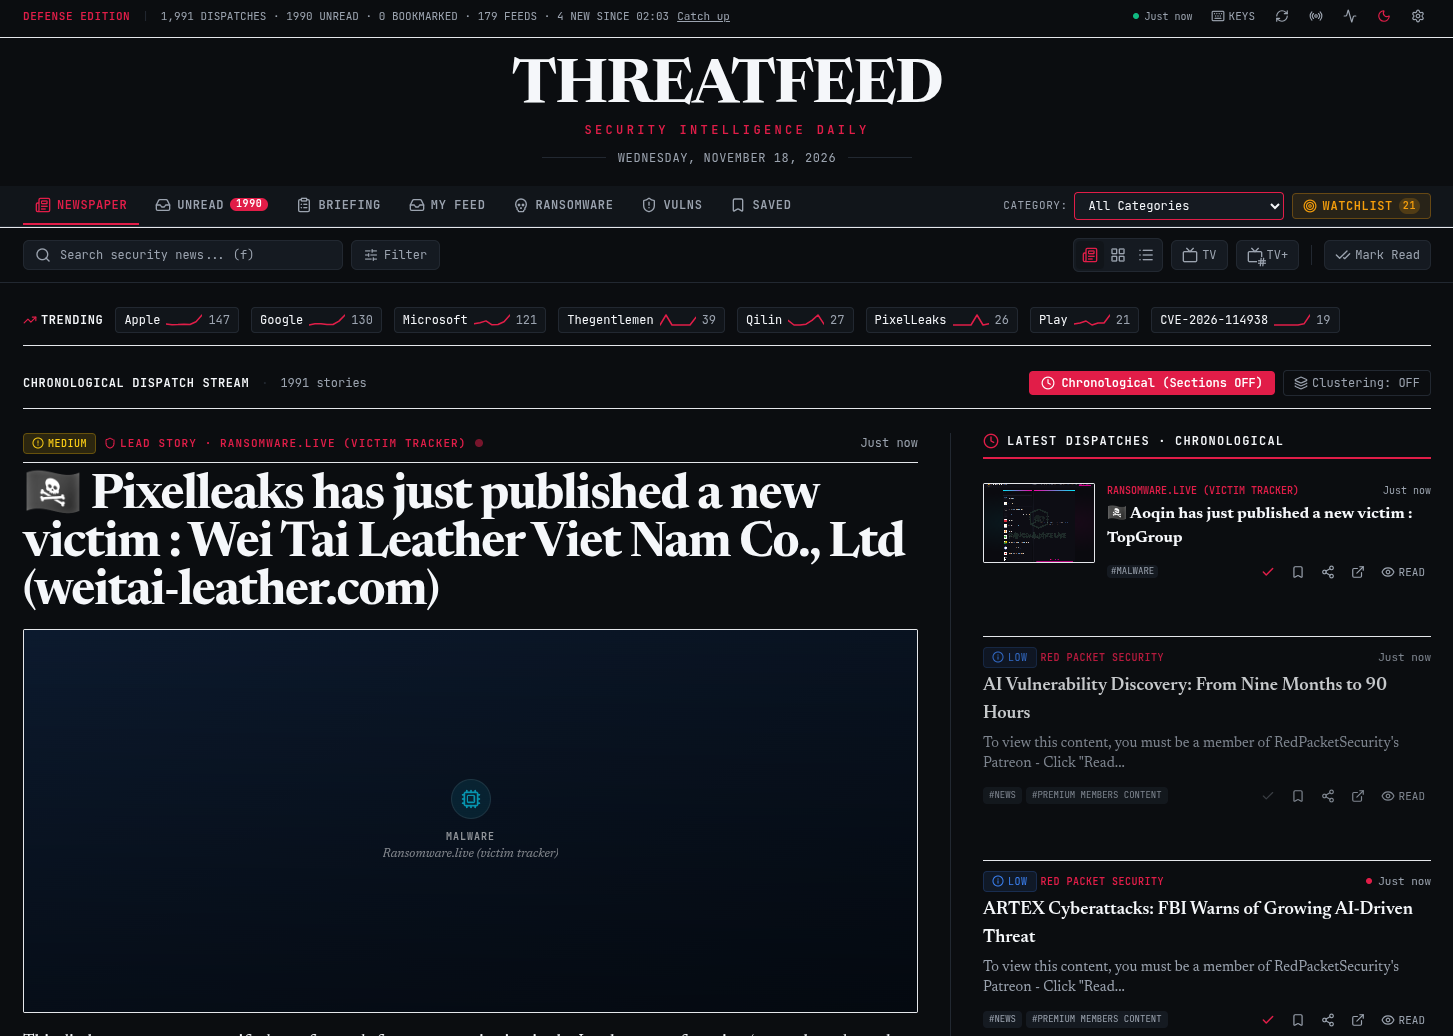 DEFENSE EDITION 1,991 DISPATCHES · 1990 UNREAD · 0 BOOKMARKED · 179 FEEDS · 4 NEW SINCE 02:03 Catch up Just now KEYS
THREATFEED
SECURITY INTELLIGENCE DAILY
WEDNESDAY, NOVEMBER 18, 2026
NEWSPAPER UNREAD 1990 BRIEFING MY FEED RANSOMWARE VULNS SAVED CATEGORY: All Categories WATCHLIST 21
Search security news... (f) Filter TV TV+ Mark Read
TRENDING Apple 147 Google 130 Microsoft 121 Thegentlemen 39 Qilin 27 PixelLeaks 26 Play 21 CVE-2026-114938 19
CHRONOLOGICAL DISPATCH STREAM · 1991 stories Chronological (Sections OFF) Clustering: OFF
MEDIUM LEAD STORY · RANSOMWARE.LIVE (VICTIM TRACKER) Just now
🏴‍☠️ Pixelleaks has just published a new
victim : Wei Tai Leather Viet Nam Co., Ltd
(weitai-leather.com)
MALWARE
Ransomware.live (victim tracker)
LATEST DISPATCHES · CHRONOLOGICAL
RANSOMWARE.LIVE (VICTIM TRACKER) Just now
🏴‍☠️ Aoqin has just published a new victim :
TopGroup
#MALWARE READ
LOW RED PACKET SECURITY Just now
AI Vulnerability Discovery: From Nine Months to 90
Hours
To view this content, you must be a member of RedPacketSecurity's
Patreon - Click "Read...
#NEWS #PREMIUM MEMBERS CONTENT READ
LOW RED PACKET SECURITY Just now
ARTEX Cyberattacks: FBI Warns of Growing AI-Driven
Threat
To view this content, you must be a member of RedPacketSecurity's
Patreon - Click "Read...
#NEWS #PREMIUM MEMBERS CONTENT READ